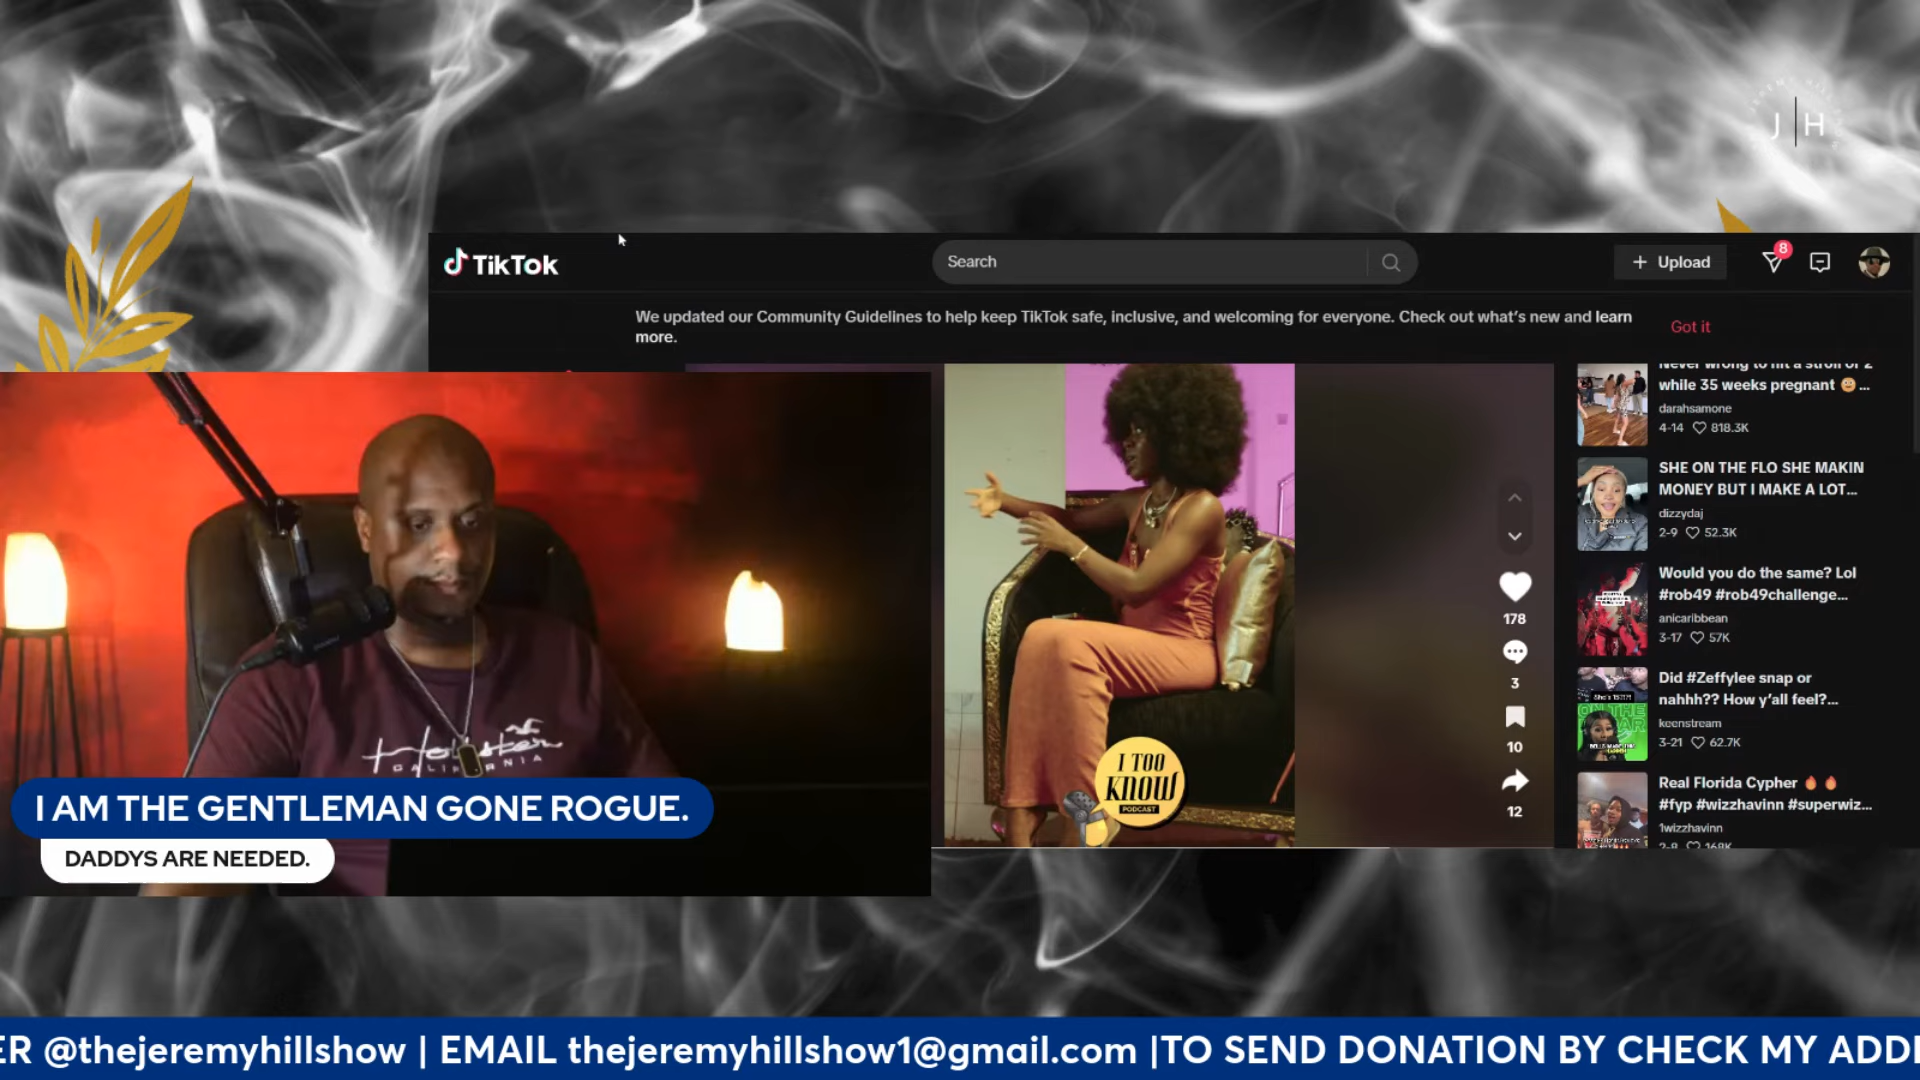 J | H
TikTok
Search
+ Upload
8
We updated our Community Guidelines to help keep TikTok safe, inclusive, and welcoming for everyone. Check out what's new and learn
more.
Got it
while 35 weeks pregnant 🌚 ...
darahsamone
4-14 818.3K
SHE ON THE FLO SHE MAKIN
MONEY BUT I MAKE A LOT...
dizzydaj
2-9 52.3K
Would you do the same? Lol
#rob49 #rob49challenge...
anicaribbean
3-17 57K
Did #Zeffylee snap or
nahhh?? How y'all feel?...
keenstream
3-21 62.7K
Real Florida Cypher 🔥 🔥
#fyp #wizzhavinn #superwiz...
1wizzhavinn
2-8 168K
178
3
10
12
I TOO
KNOW
PODCAST
Hollister
CALIFORNIA
I AM THE GENTLEMAN GONE ROGUE.
DADDYS ARE NEEDED.
ER @thejeremyhillshow | EMAIL thejeremyhillshow1@gmail.com |TO SEND DONATION BY CHECK MY ADD